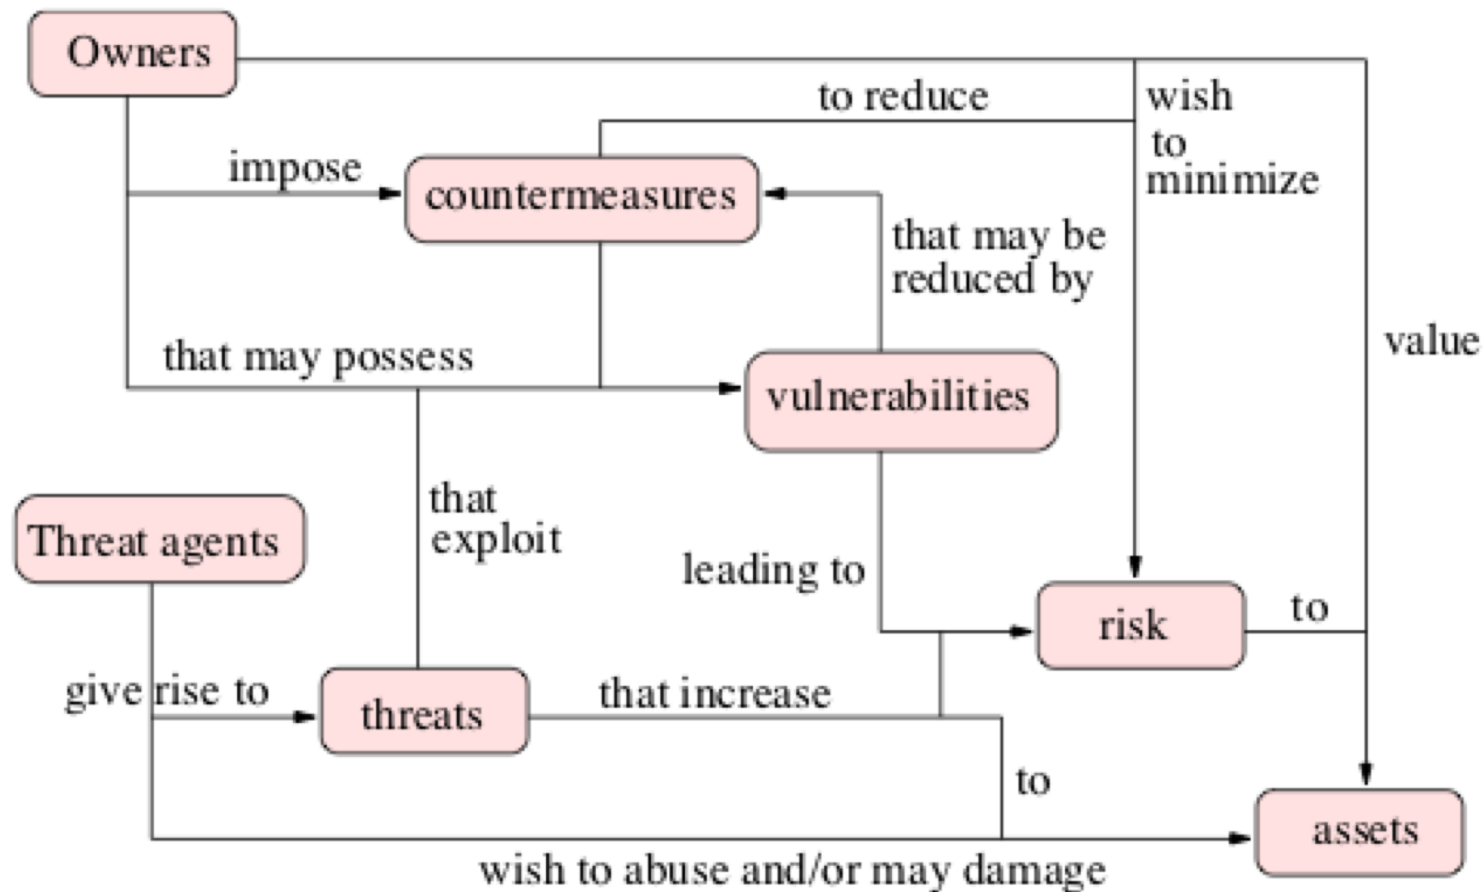 Owners
to reduce
wish
to
minimize
impose
countermeasures
that may be
reduced by
value
that may possess
vulnerabilities
that
exploit
Threat agents
leading to
risk
to
give rise to
threats
that increase
to
assets
wish to abuse and/or may damage